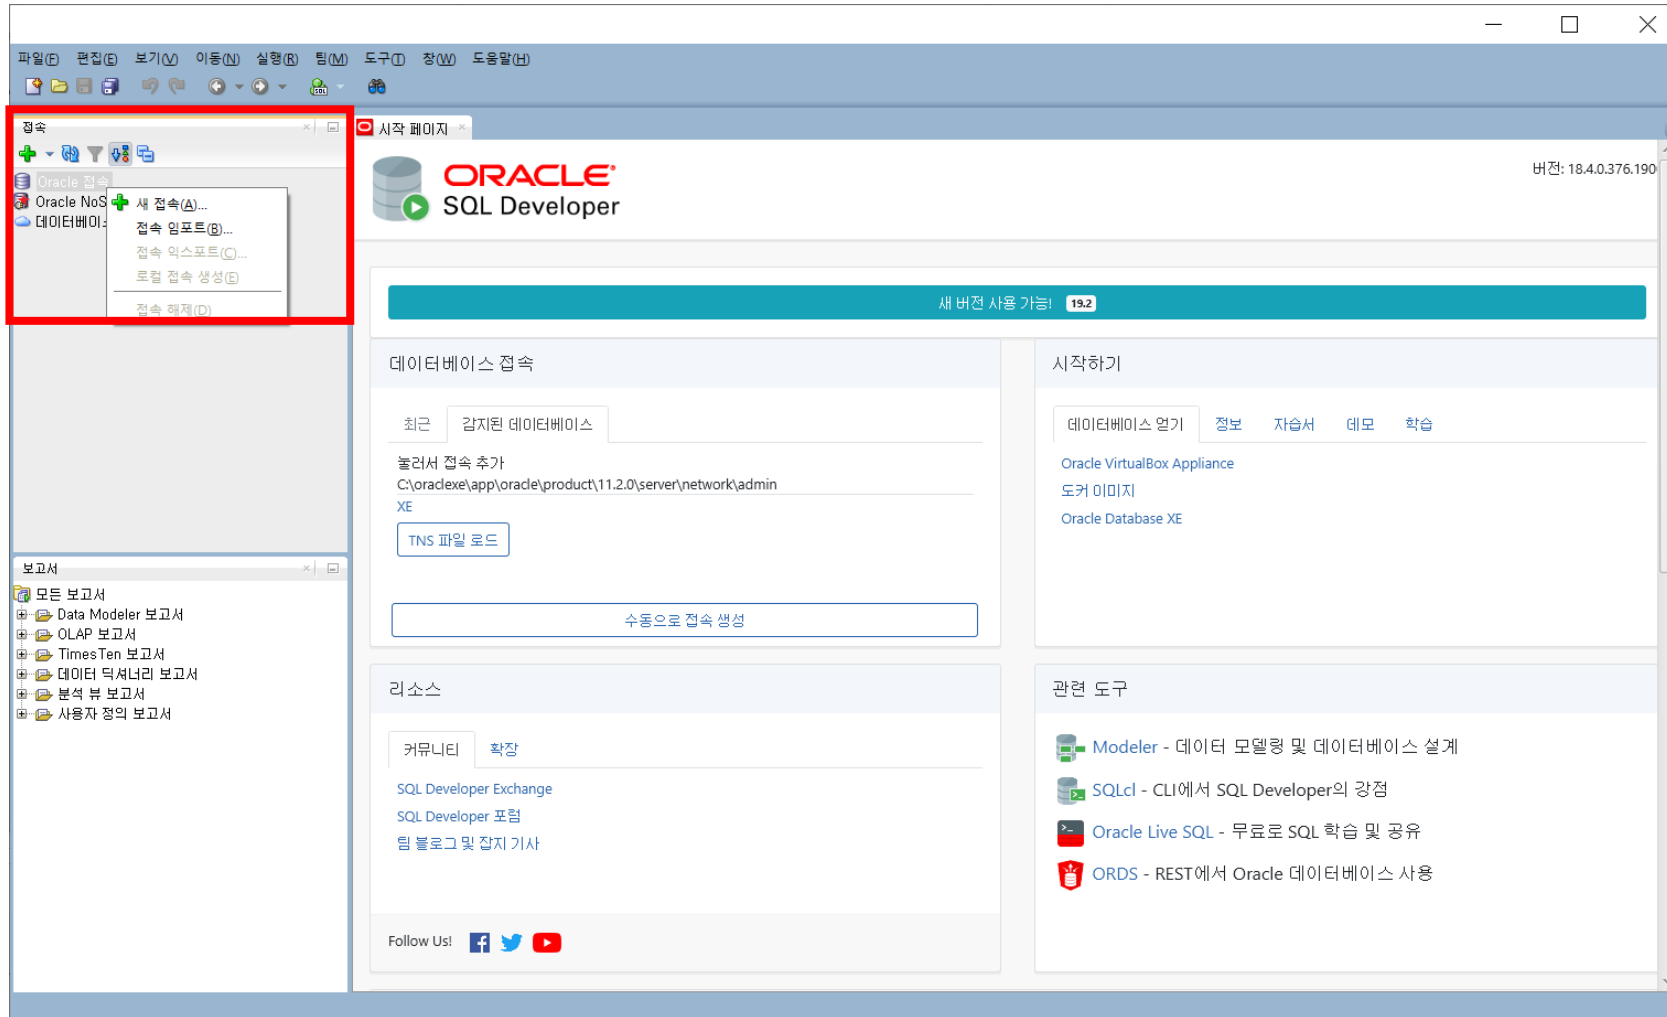 파일(F) 편집(E) 보기(V) 이동(N) 실행(R) 팀(M) 도구(T) 창(W) 도움말(H)
접속
Oracle 접속
Oracle NoS
데이터베이스
새 접속(A)...
접속 임포트(B)...
접속 익스포트(C)...
로컬 접속 생성(E)
접속 해제(D)
시작 페이지
ORACLE
SQL Developer
버전: 18.4.0.376.190
새 버전 사용 가능! 19.2
데이터베이스 접속
최근 감지된 데이터베이스
눌러서 접속 추가
C:\oraclexe\app\oracle\product\11.2.0\server\network\admin
XE
TNS 파일 로드
수동으로 접속 생성
시작하기
데이터베이스 열기 정보 자습서 데모 학습
Oracle VirtualBox Appliance
도커 이미지
Oracle Database XE
보고서
모든 보고서
Data Modeler 보고서
OLAP 보고서
TimesTen 보고서
데이터 딕셔너리 보고서
분석 뷰 보고서
사용자 정의 보고서
리소스
커뮤니티 확장
SQL Developer Exchange
SQL Developer 포럼
팀 블로그 및 잡지 기사
Follow Us!
관련 도구
Modeler - 데이터 모델링 및 데이터베이스 설계
SQLcl - CLI에서 SQL Developer의 강점
Oracle Live SQL - 무료로 SQL 학습 및 공유
ORDS - REST에서 Oracle 데이터베이스 사용